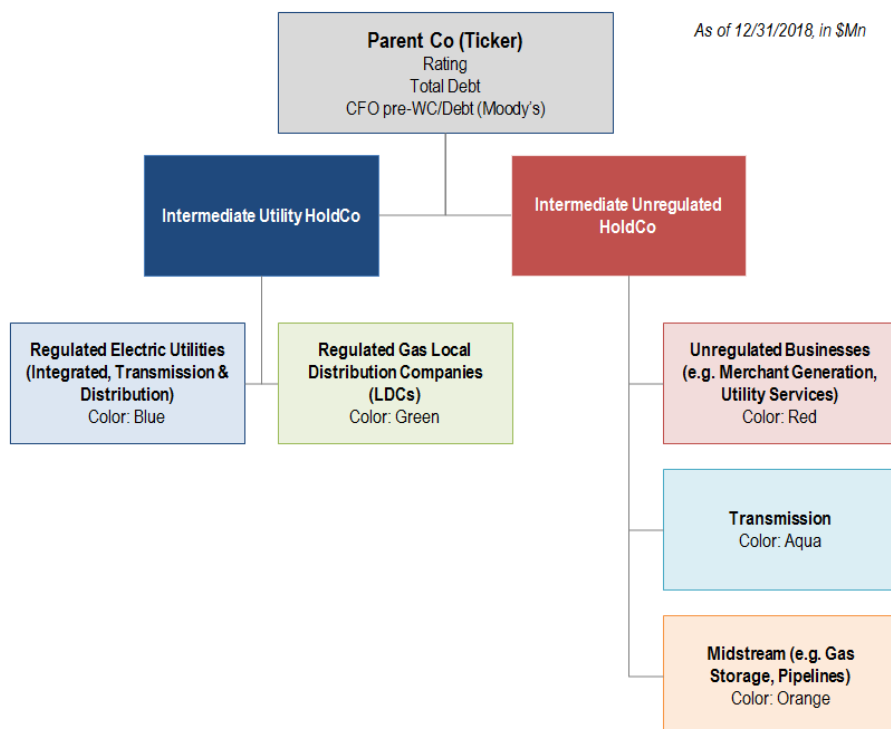 As of 12/31/2018, in $Mn
Parent Co (Ticker)
Rating
Total Debt
CFO pre-WC/Debt (Moody's)
Intermediate Utility HoldCo
Intermediate Unregulated
HoldCo
Regulated Electric Utilities
(Integrated, Transmission &
Distribution)
Color: Blue
Regulated Gas Local
Distribution Companies
(LDCs)
Color: Green
Unregulated Businesses
(e.g. Merchant Generation,
Utility Services)
Color: Red
Transmission
Color: Aqua
Midstream (e.g. Gas
Storage, Pipelines)
Color: Orange